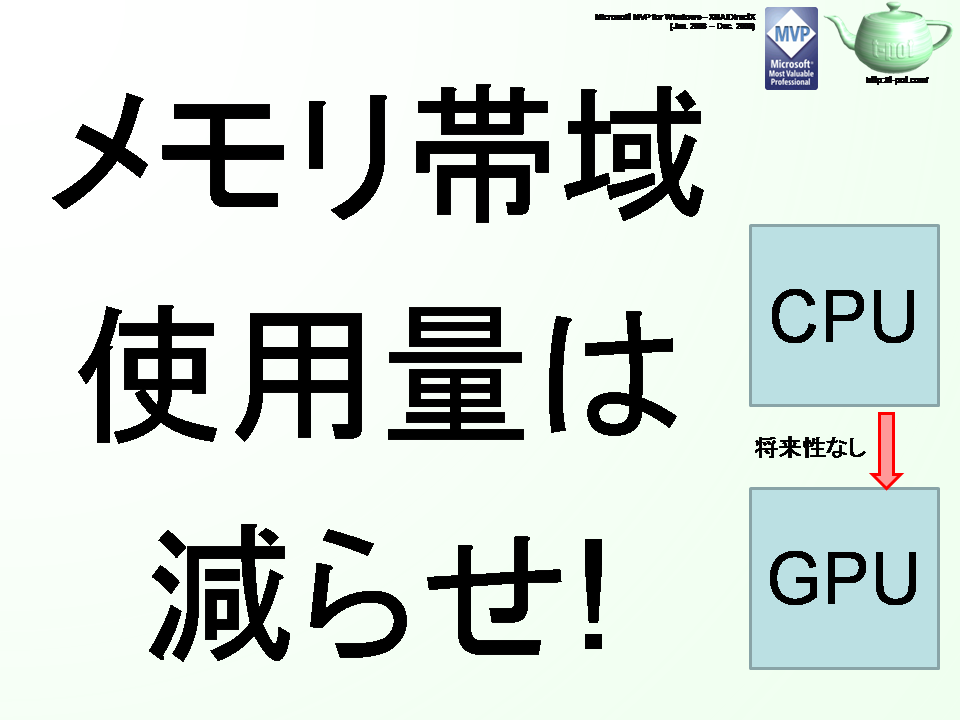 Microsoft MVP for Windows – XNA/DirectX
(Jan. 2006 – Dec. 2009)
MVP
Microsoft®
Most Valuable
Professional
t-pot
http://t-pot.com/
メモリ帯域
使用量は
減らせ!
CPU
将来性なし
GPU